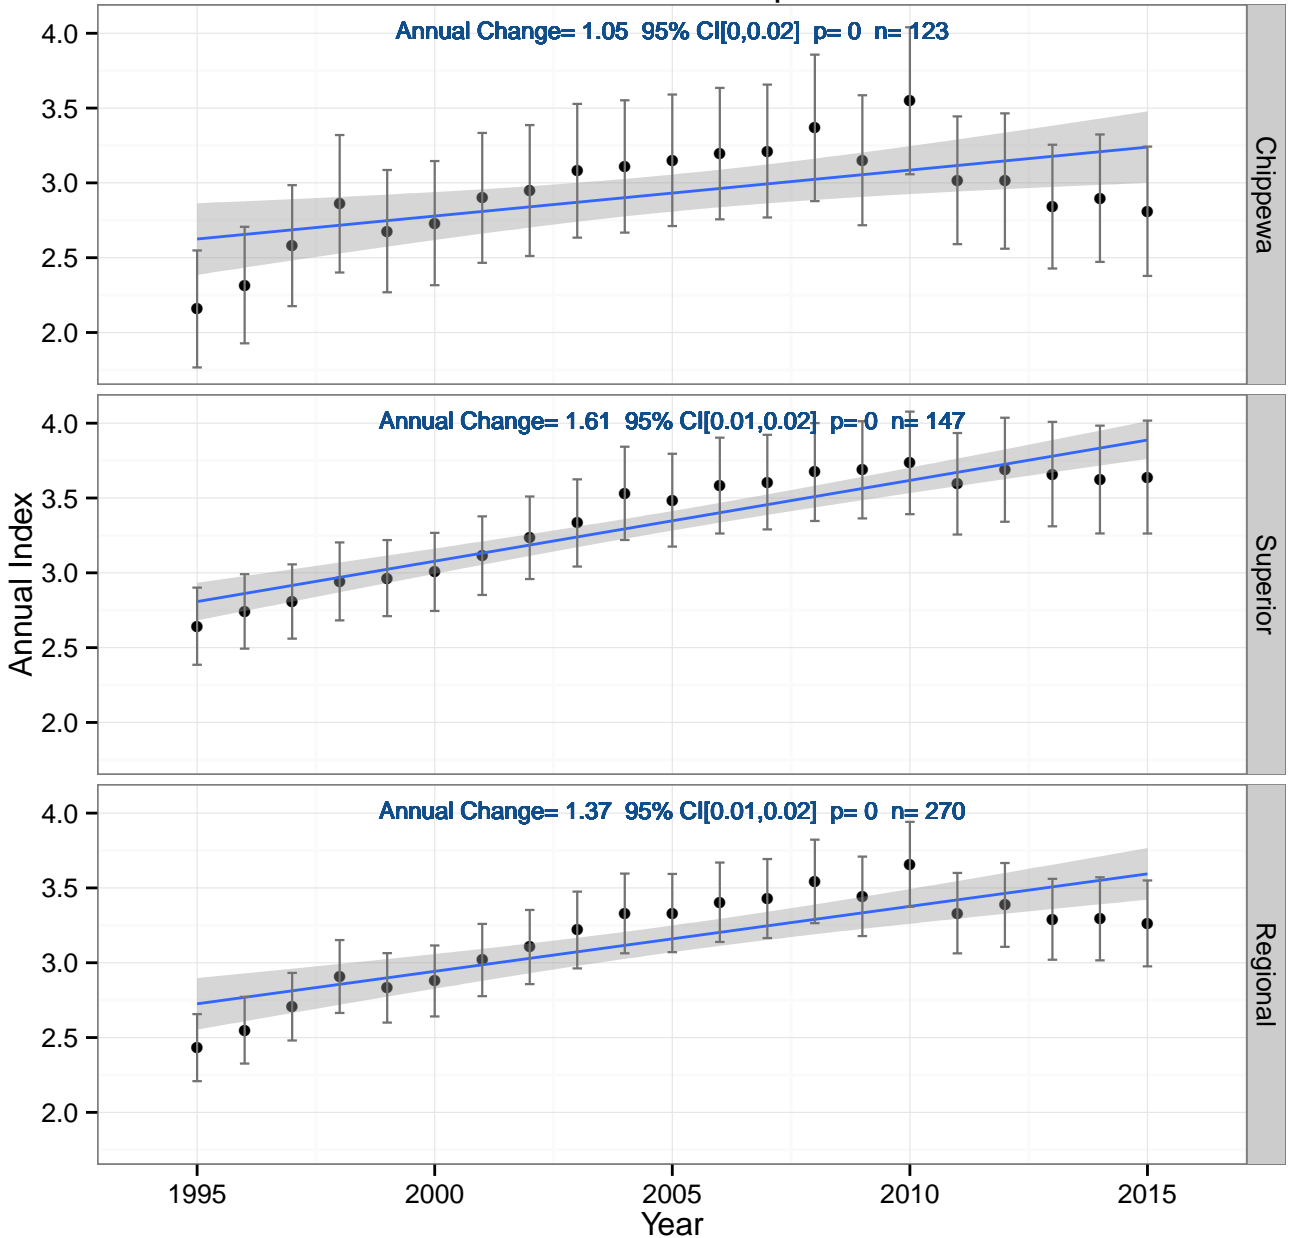 Annual Change= 1.05 95% CI[0,0.02] p= 0 n= 123
4.0
3.5
3.0
2.5
2.0
Chippewa
Annual Change= 1.61 95% CI[0.01,0.02] p= 0 n= 147
4.0
3.5
3.0
2.5
2.0
Superior
Annual Index
Annual Change= 1.37 95% CI[0.01,0.02] p= 0 n= 270
4.0
3.5
3.0
2.5
2.0
Regional
1995 2000 2005 2010 2015
Year